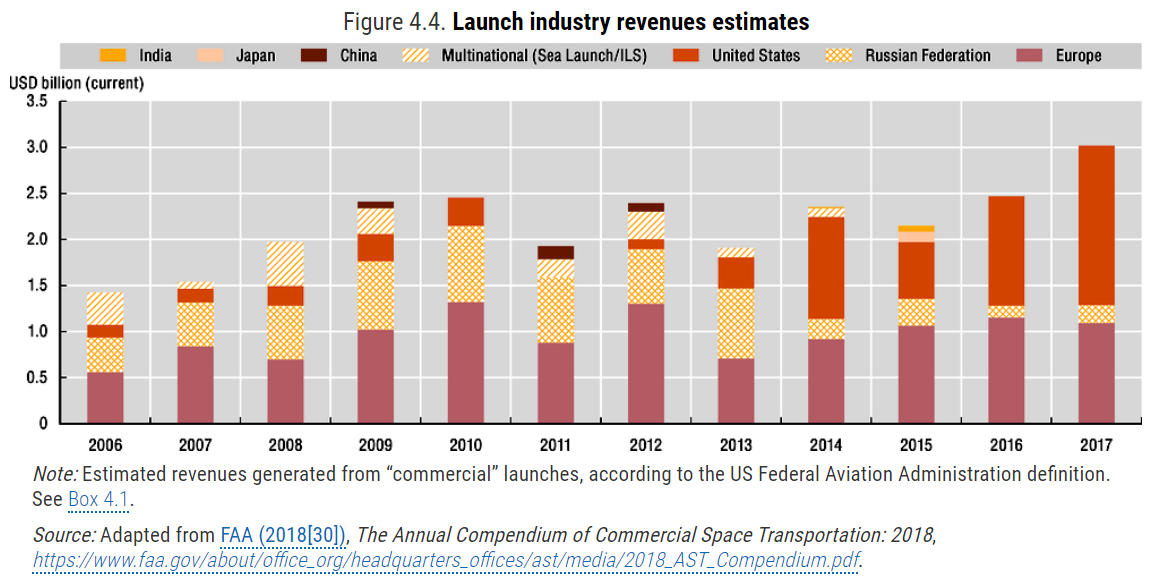 Figure 4.4. Launch industry revenues estimates
India Japan China Multinational (Sea Launch/ILS) United States Russian Federation Europe
USD billion (current)
3.5
3.0
2.5
2.0
1.5
1.0
0.5
0
2006 2007 2008 2009 2010 2011 2012 2013 2014 2015 2016 2017
Note: Estimated revenues generated from “commercial” launches, according to the US Federal Aviation Administration definition.
See Box 4.1.
Source: Adapted from FAA (2018[30]), The Annual Compendium of Commercial Space Transportation: 2018,
https://www.faa.gov/about/office_org/headquarters_offices/ast/media/2018_AST_Compendium.pdf.